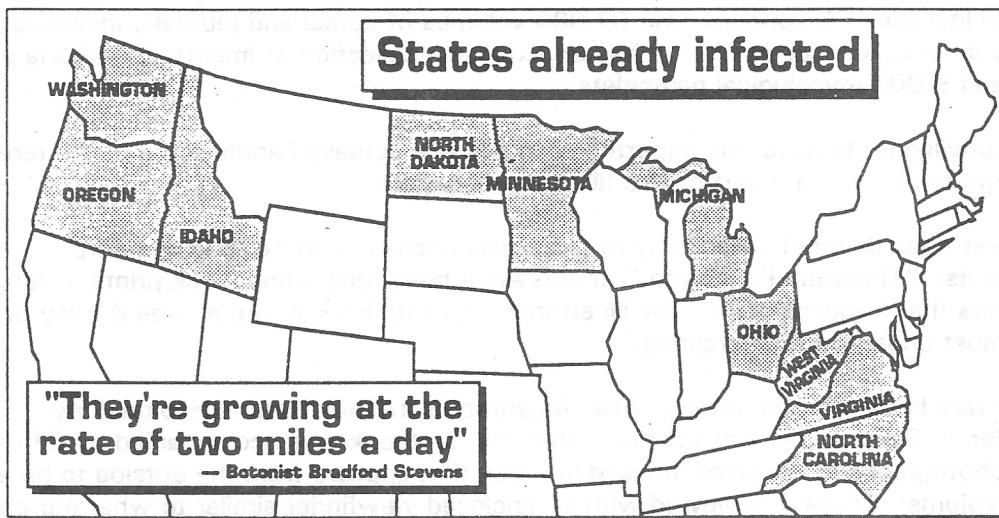 States already infected
WASHINGTON
OREGON
IDAHO
NORTH
DAKOTA
MINNESOTA
MICHIGAN
OHIO
WEST
VIRGINIA
VIRGINIA
NORTH
CAROLINA
"They're growing at the
rate of two miles a day"
Botonist Bradford Stevens